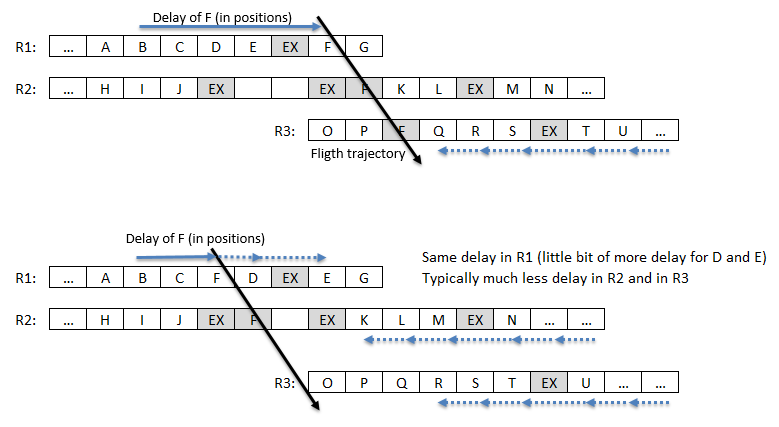 Delay of F (in positions)
R1: ... A B C D E EX F G
R2: ... H I J EX EX F K L EX M N ...
R3: O P F Q R S EX T U ...
Fligth trajectory
Delay of F (in positions)
Same delay in R1 (little bit of more delay for D and E)
Typically much less delay in R2 and in R3
R1: ... A B C F D EX E G
R2: ... H I J EX F EX K L M EX N ... ...
R3: O P Q R S T EX U ... ...